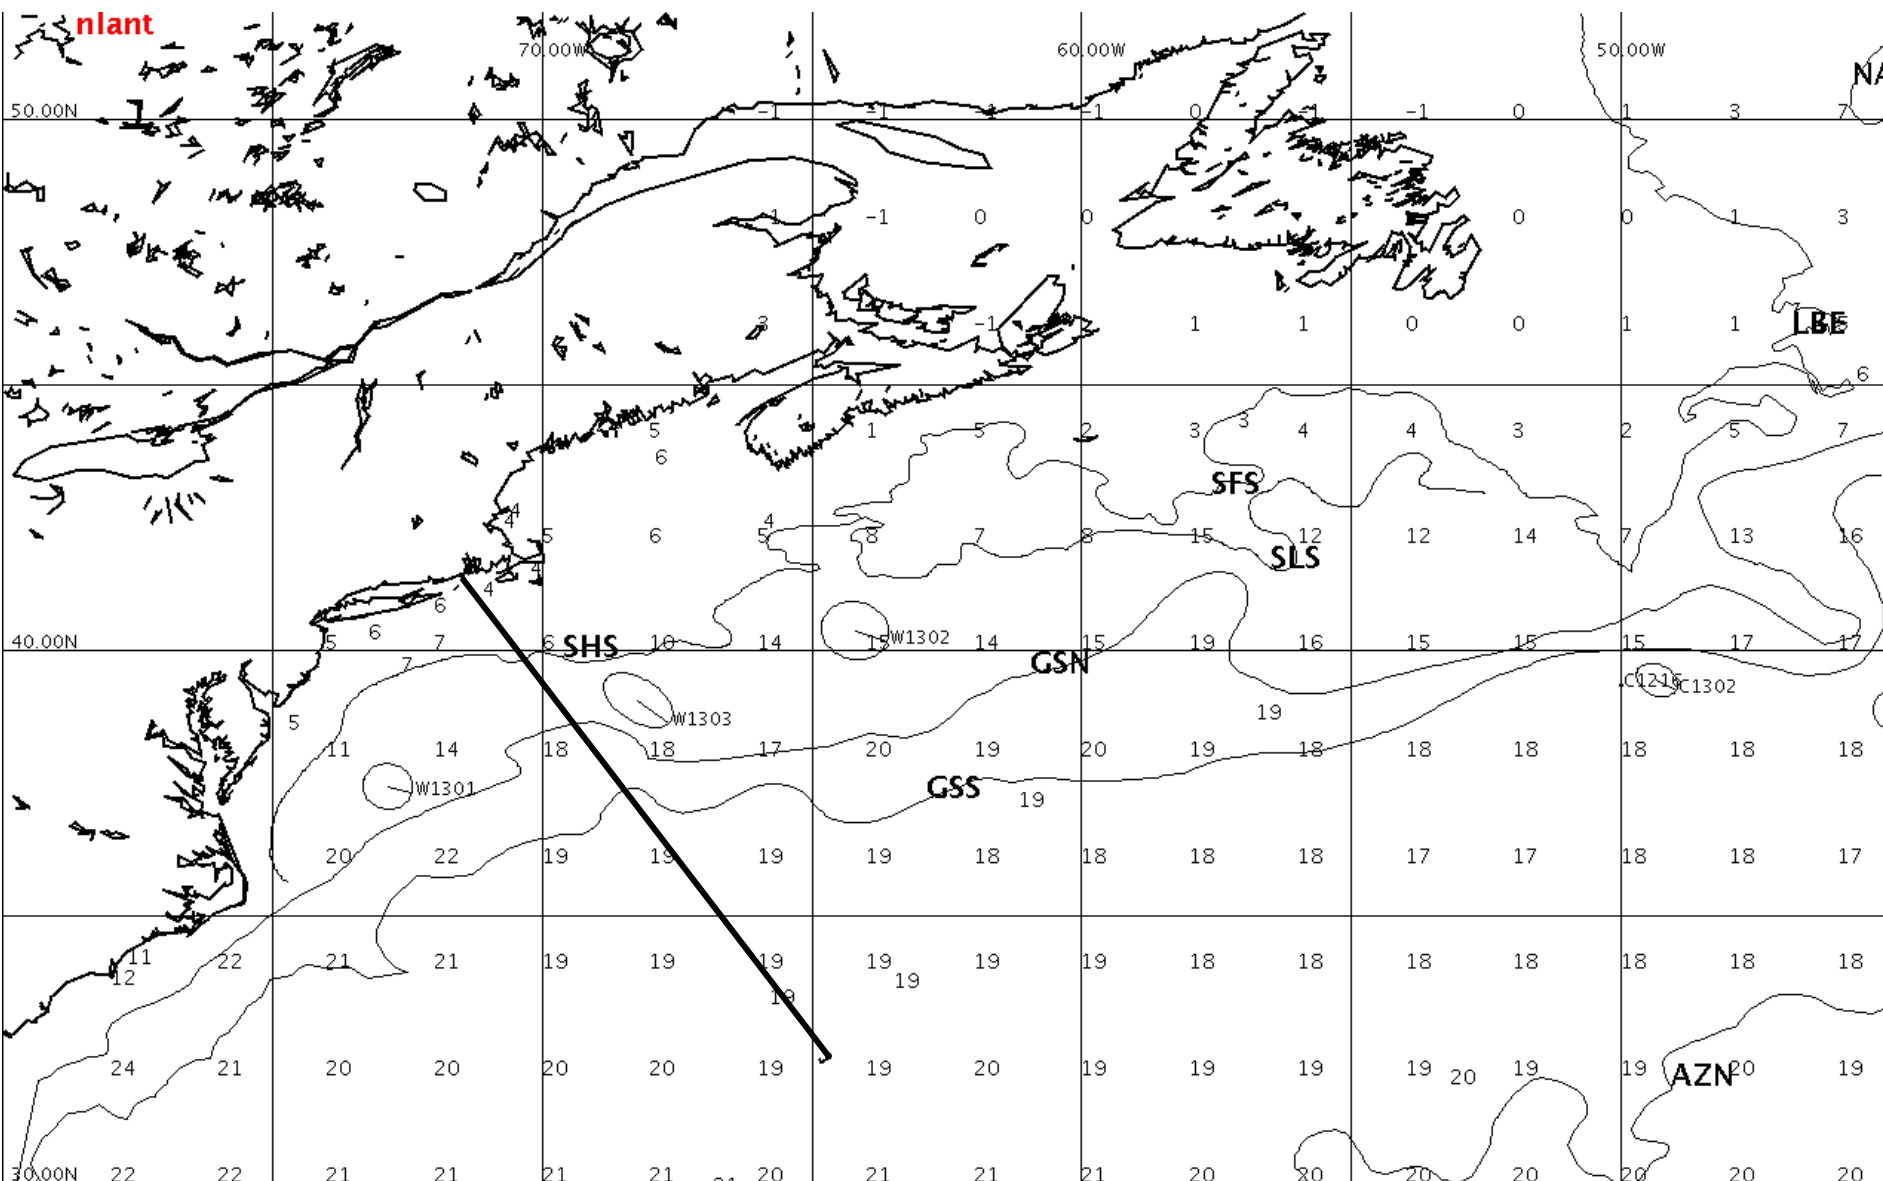 nlant
70.00W 60.00W 50.00W
NA
50.00N -1 -1 -1 0 -1 -1 0 1 3 7
-1 -1 0 0 0 0 1 3
3 -1 1 1 0 0 1 1 LBE
6
5 1 5 2 3 3 4 4 3 2 5 7
6
SFS
4 4 4
5 6 5 8 7 8 15 12 12 14 7 13 16
SLS
4 4
6
6
40.00N 5 7 6 SHS 10 14 15 W1302 14 15 19 16 15 15 15 17 17
7 GSN
C1216 C1302
5 W1303 19
11 14 18 18 17 20 19 20 19 18 18 18 18 18 18
W1301 GSS 19
20 22 19 19 19 19 18 18 18 18 17 17 18 18 17
11 22 21 21 19 19 19 19 19 19 18 18 18 18 18 18 18
12 19
19
24 21 20 20 20 20 19 19 20 19 19 19 19 20 19 19 AZN 20 19
30.00N 22 22 21 21 21 21 20 21 21 21 20 20 20 20 20 20 20